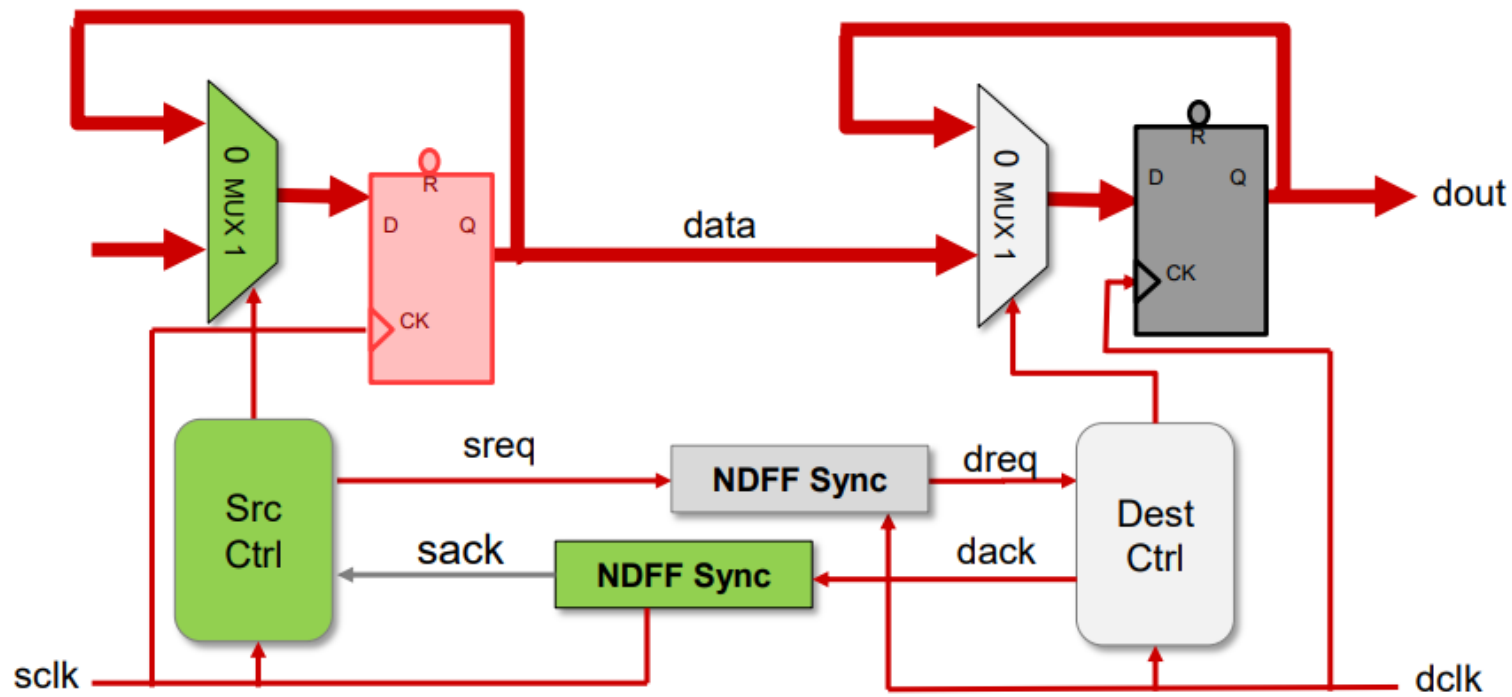 0 MUX 1
R
D
Q
CK
data
0 MUX 1
R
D
Q
CK
dout
Src
Ctrl
sreq
NDFF Sync
dreq
Dest
Ctrl
sack
NDFF Sync
dack
sclk
dclk